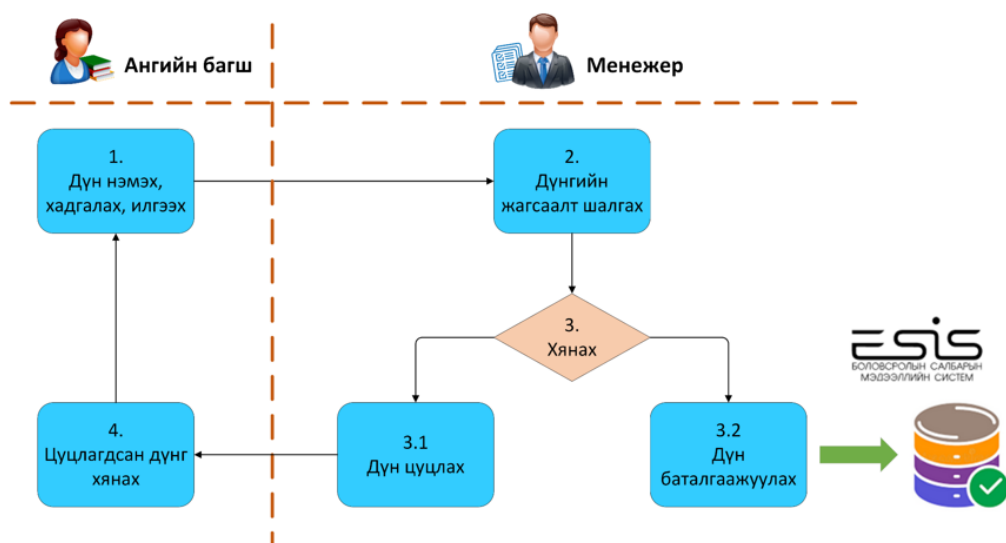 Ангийн багш
Менежер
1.
Дүн нэмэх,
хадгалах, илгээх
2.
Дүнгийн
жагсаалт шалгах
3.
Хянах
ESIS
БОЛОВСРОЛЫН САЛБАРЫН
МЭДЭЭЛЛИЙН СИСТЕМ
4.
Цуцлагдсан дүнг
хянах
3.1
Дүн цуцлах
3.2
Дүн
баталгаажуулах